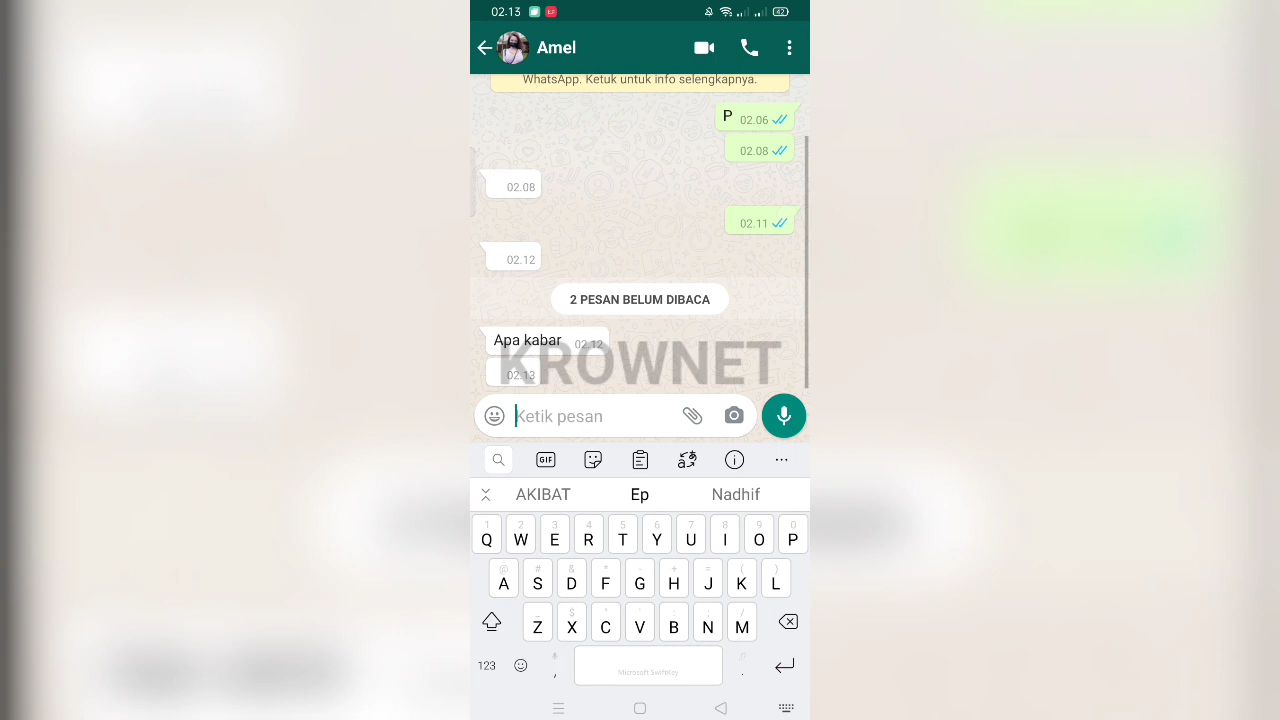 02.13
42
Amel
WhatsApp. Ketuk untuk info selengkapnya.
P 02.06
02.08
02.08
02.11
02.12
2 PESAN BELUM DIBACA
Apa kabar 02.12
KROWNET
02.13
Ketik pesan
GIF
AKIBAT Ep Nadhif
1 2 3 4 5 6 7 8 9 0
Q W E R T Y U I O P
@ # & * - + = ( )
A S D F G H J K L
_ $ " ' : ; /
Z X C V B N M
123 , Microsoft SwiftKey .